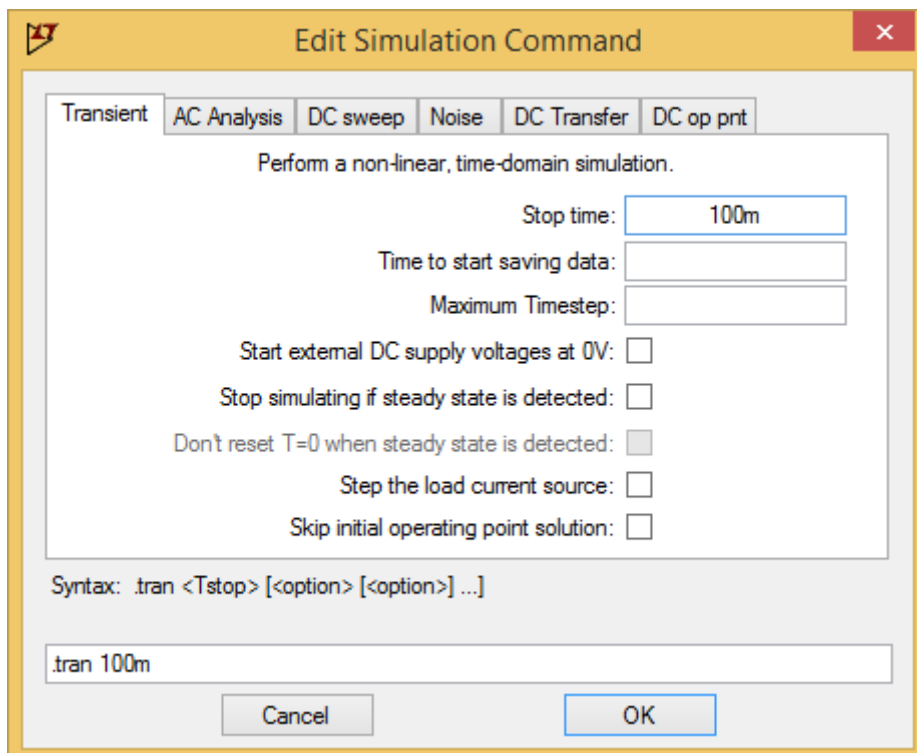 Edit Simulation Command
Transient AC Analysis DC sweep Noise DC Transfer DC op pnt
Perform a non-linear, time-domain simulation.
Stop time: 100m
Time to start saving data:
Maximum Timestep:
Start external DC supply voltages at 0V:
Stop simulating if steady state is detected:
Don't reset T=0 when steady state is detected:
Step the load current source:
Skip initial operating point solution:
Syntax: .tran <Tstop> [<option> [<option>] ...]
.tran 100m
Cancel OK